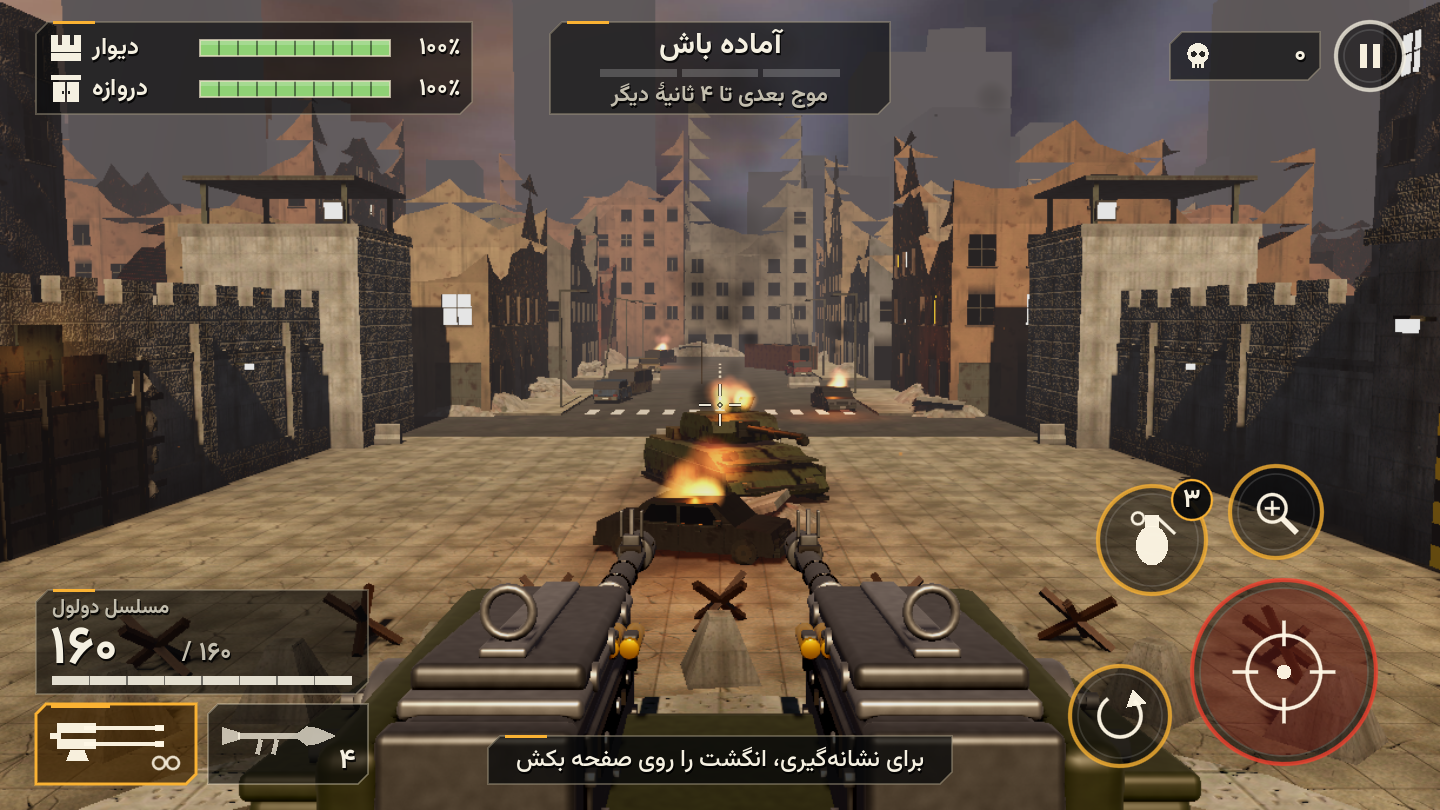 دیوار ۱۰۰٪
دروازه ۱۰۰٪
آماده باش
موج بعدی تا ۴ ثانیهٔ دیگر
۰
۳
مسلسل دولول
۱۶۰ / ۱۶۰
∞
۴
برای نشانه‌گیری، انگشت را روی صفحه بکش